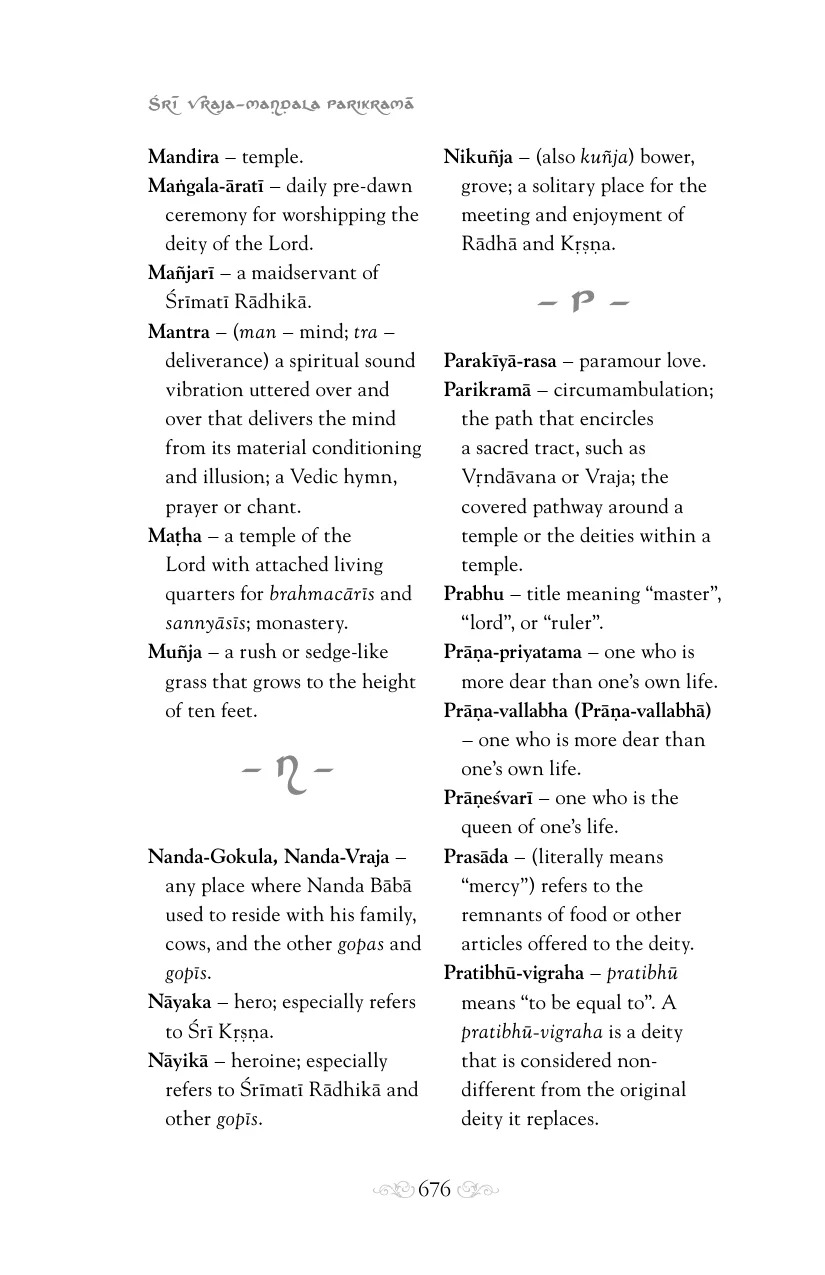 Śrī Vraja-maṇḍala Parikramā
Mandira – temple.
Maṅgala-āratī – daily pre-dawn
ceremony for worshipping the
deity of the Lord.
Mañjarī – a maidservant of
Śrīmatī Rādhikā.
Mantra – (man – mind; tra –
deliverance) a spiritual sound
vibration uttered over and
over that delivers the mind
from its material conditioning
and illusion; a Vedic hymn,
prayer or chant.
Maṭha – a temple of the
Lord with attached living
quarters for brahmacārīs and
sannyāsīs; monastery.
Muñja – a rush or sedge-like
grass that grows to the height
of ten feet.
– N –
Nanda-Gokula, Nanda-Vraja –
any place where Nanda Bābā
used to reside with his family,
cows, and the other gopas and
gopīs.
Nāyaka – hero; especially refers
to Śrī Kṛṣṇa.
Nāyikā – heroine; especially
refers to Śrīmatī Rādhikā and
other gopīs.
Nikuñja – (also kuñja) bower,
grove; a solitary place for the
meeting and enjoyment of
Rādhā and Kṛṣṇa.
– P –
Parakīyā-rasa – paramour love.
Parikramā – circumambulation;
the path that encircles
a sacred tract, such as
Vṛndāvana or Vraja; the
covered pathway around a
temple or the deities within a
temple.
Prabhu – title meaning “master”,
“lord”, or “ruler”.
Prāṇa-priyatama – one who is
more dear than one’s own life.
Prāṇa-vallabha (Prāṇa-vallabhā)
– one who is more dear than
one’s own life.
Prāṇeśvarī – one who is the
queen of one’s life.
Prasāda – (literally means
“mercy”) refers to the
remnants of food or other
articles offered to the deity.
Pratibhū-vigraha – pratibhū
means “to be equal to”. A
pratibhū-vigraha is a deity
that is considered non-
different from the original
deity it replaces.
676